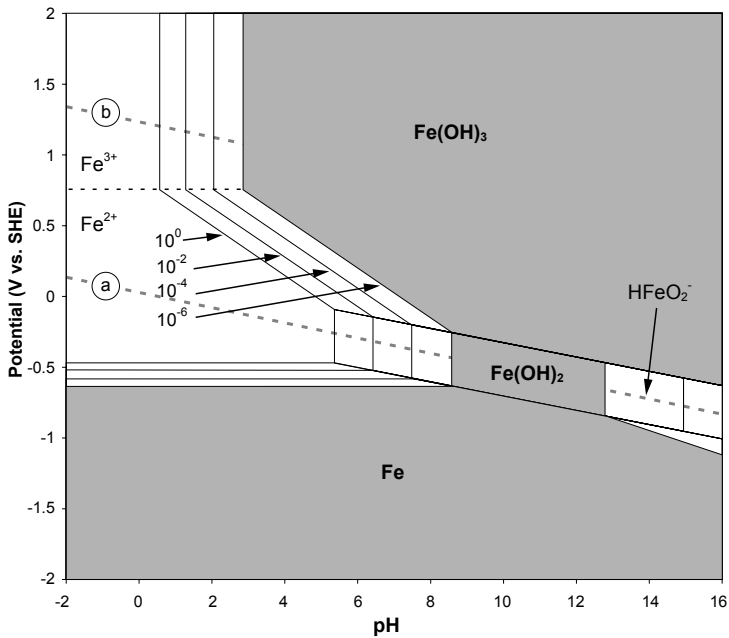 2
1.5
1
0.5
0
-0.5
-1
-1.5
-2
Potential (V vs. SHE)
b
Fe³⁺
Fe²⁺
a
10⁰
10⁻²
10⁻⁴
10⁻⁶
Fe(OH)₃
HFeO₂⁻
Fe(OH)₂
Fe
-2 0 2 4 6 8 10 12 14 16
pH